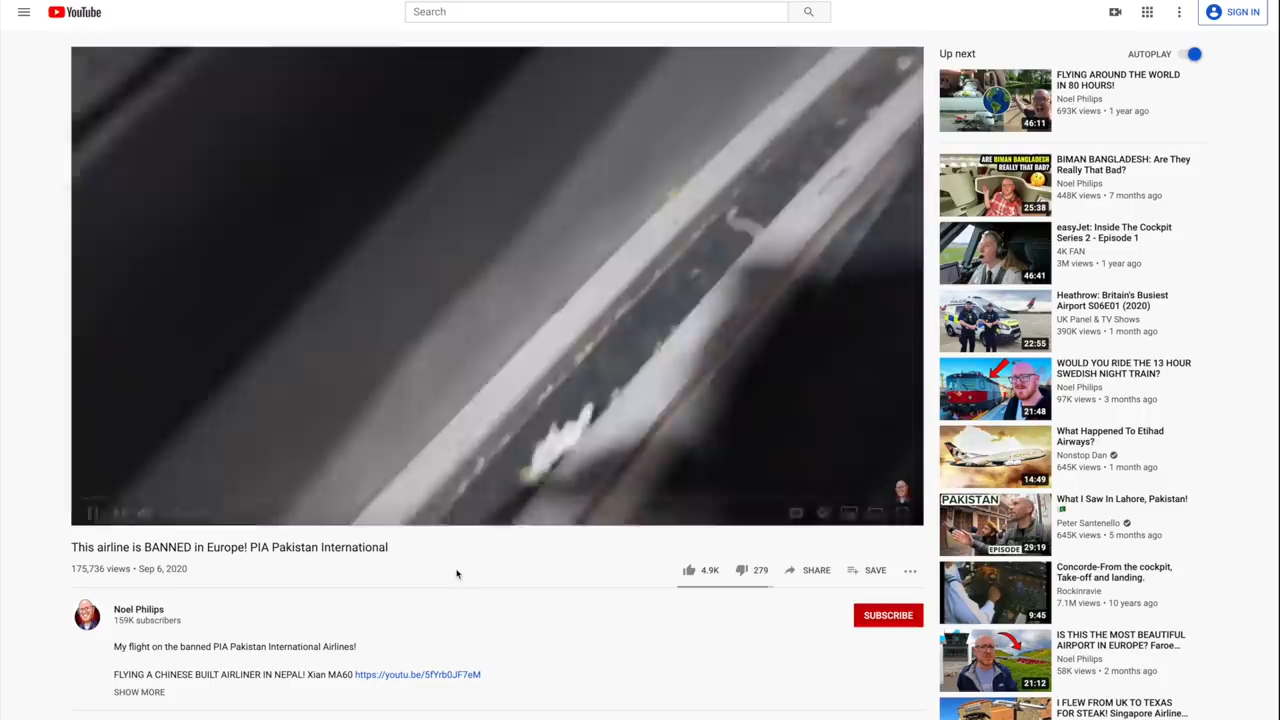 YouTube
Search
SIGN IN
This airline is BANNED in Europe! PIA Pakistan International
175,736 views • Sep 6, 2020
4.9K
279
SHARE
SAVE
Noel Philips
159K subscribers
SUBSCRIBE
My flight on the banned PIA Pakistan International Airlines!
FLYING A CHINESE BUILT AIRLINER IN NEPAL! Xian MA60 https://youtu.be/5fYrb0JF7eM
SHOW MORE
Up next
AUTOPLAY
46:11
FLYING AROUND THE WORLD
IN 80 HOURS!
Noel Philips
693K views • 1 year ago
ARE BIMAN BANGLADESH
REALLY THAT BAD?
25:38
BIMAN BANGLADESH: Are They
Really That Bad?
Noel Philips
448K views • 7 months ago
46:41
easyJet: Inside The Cockpit
Series 2 - Episode 1
4K FAN
3M views • 1 year ago
22:55
Heathrow: Britain's Busiest
Airport S06E01 (2020)
UK Panel & TV Shows
390K views • 1 month ago
21:48
WOULD YOU RIDE THE 13 HOUR
SWEDISH NIGHT TRAIN?
Noel Philips
97K views • 3 months ago
14:49
What Happened To Etihad
Airways?
Nonstop Dan
645K views • 1 month ago
PAKISTAN
EPISODE
29:19
What I Saw In Lahore, Pakistan!
Peter Santenello
645K views • 5 months ago
9:45
Concorde-From the cockpit,
Take-off and landing.
Rockinravie
7.1M views • 10 years ago
21:12
IS THIS THE MOST BEAUTIFUL
AIRPORT IN EUROPE? Faroe...
Noel Philips
58K views • 2 months ago
I FLEW FROM UK TO TEXAS
FOR STEAK! Singapore Airline...